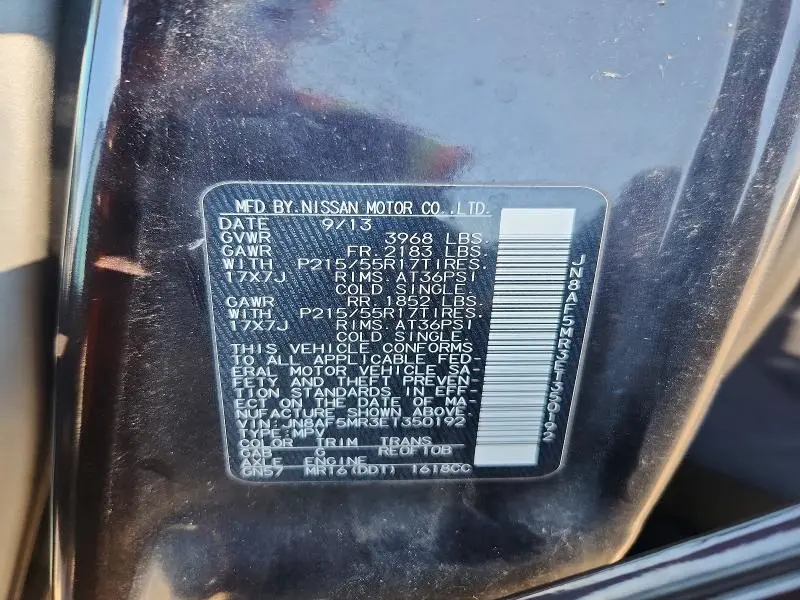 MFD BY.NISSAN MOTOR CO.,LTD.
DATE 9/13
GVWR 3968 LBS.
GAWR FR.2183 LBS.
WITH P215/55R17TIRES.
17X7J RIMS.AT36PSI
COLD SINGLE.
GAWR RR.1852 LBS.
WITH P215/55R17TIRES.
17X7J RIMS.AT36PSI
COLD SINGLE.
THIS VEHICLE CONFORMS
TO ALL APPLICABLE FED-
ERAL MOTOR VEHICLE SA-
FETY AND THEFT PREVEN-
TION STANDARDS IN EFF-
ECT ON THE DATE OF MA-
NUFACTURE SHOWN ABOVE.
VIN:JN8AF5MR3ET350192
TYPE:MPV
COLOR TRIM TRANS
GAB G RE0F10B
AXLE ENGINE
GN57 MR16(DDT) 1618CC
JN8AF5MR3ET350192